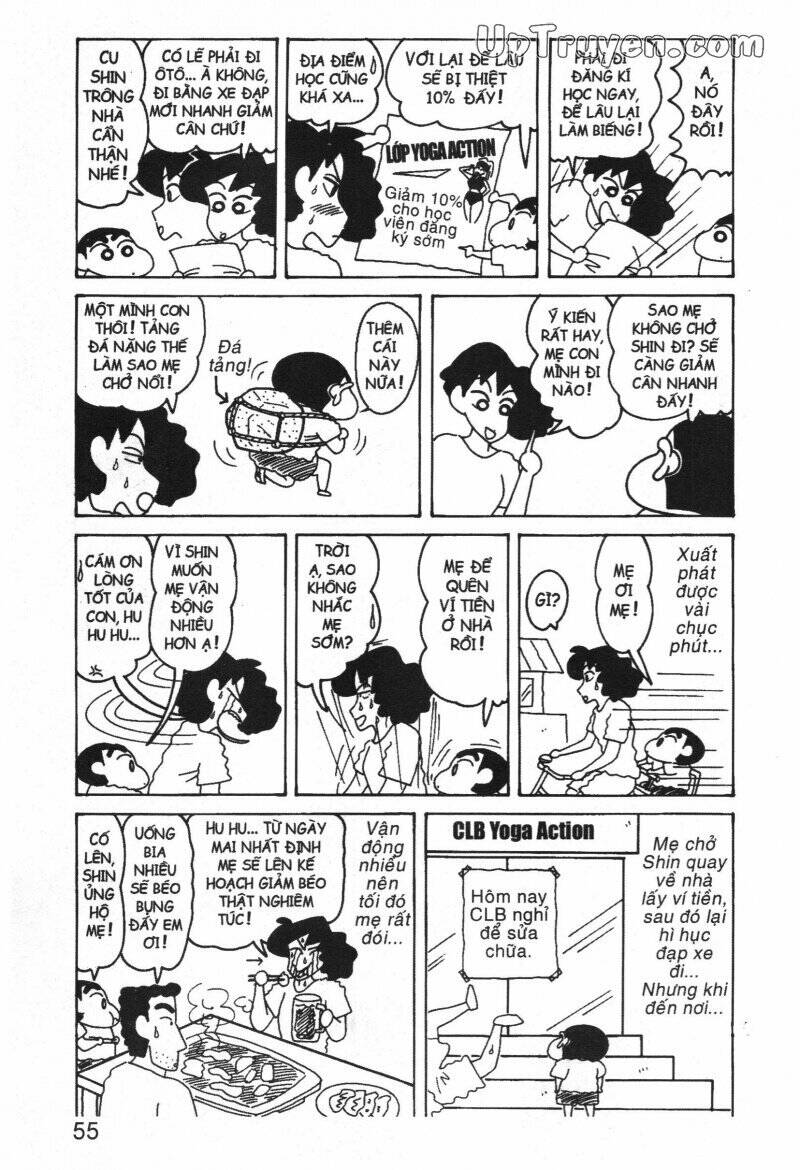 UpTruyen.com
A,
NÓ
ĐÂY
RỒI!
PHẢI ĐI
ĐĂNG KÍ
HỌC NGAY,
ĐỂ LÂU LẠI
LÀM BIẾNG!
VỚI LẠI ĐỂ LÂU
SẼ BỊ THIỆT
10% ĐẤY!
ĐỊA ĐIỂM
HỌC CŨNG
KHÁ XA...
LỚP YOGA ACTION
Giảm 10%
cho học
viên đăng
ký sớm
CÓ LẼ PHẢI ĐI
ÔTÔ... À KHÔNG,
ĐI BẰNG XE ĐẠP
MỚI NHANH GIẢM
CÂN CHỨ!
CU
SHIN
TRÔNG
NHÀ
CẨN
THẬN
NHÉ!
SAO MẸ
KHÔNG CHỞ
SHIN ĐI? SẼ
CÀNG GIẢM
CÂN NHANH
ĐẤY!
Ý KIẾN
RẤT HAY,
MẸ CON
MÌNH ĐI
NÀO!
THÊM
CÁI
NÀY
NỮA!
Đá
tảng!
MỘT MÌNH CON
THÔI! TẢNG
ĐÁ NẶNG THẾ
LÀM SAO MẸ
CHỞ NỔI!
Xuất
phát
được
vài
chục
phút...
MẸ
ƠI
MẸ!
GÌ?
MẸ ĐỂ
QUÊN
VÍ TIỀN
Ở NHÀ
RỒI!
TRỜI
Ạ, SAO
KHÔNG
NHẮC
MẸ
SỚM?
VÌ SHIN
MUỐN
MẸ VẬN
ĐỘNG
NHIỀU
HƠN Ạ!
CÁM ƠN
LÒNG
TỐT CỦA
CON, HU
HU HU...
Mẹ chở
Shin quay
về nhà
lấy ví tiền,
sau đó lại
hì hục
đạp xe
đi...
Nhưng khi
đến nơi...
CLB Yoga Action
Hôm nay
CLB nghỉ
để sửa
chữa.
Vận
động
nhiều
nên
tối đó
mẹ rất
đói...
HU HU... TỪ NGÀY
MAI NHẤT ĐỊNH
MẸ SẼ LÊN KẾ
HOẠCH GIẢM BÉO
THẬT NGHIÊM
TÚC!
UỐNG
BIA
NHIỀU
SẼ BÉO
BỤNG
ĐẤY EM
ƠI!
CÓ
LÊN,
SHIN
ỦNG
HỘ
MẸ!
55